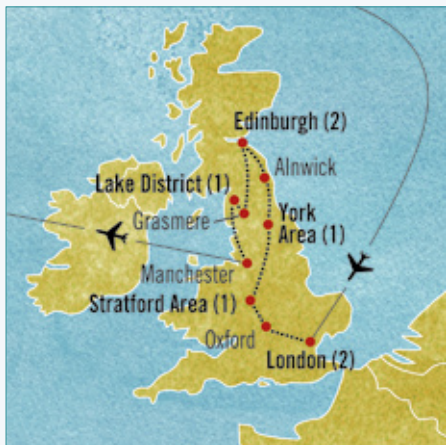 Edinburgh (2)
Alnwick
Lake District (1)
Grasmere
York
Area (1)
Manchester
Stratford Area (1)
Oxford
London (2)